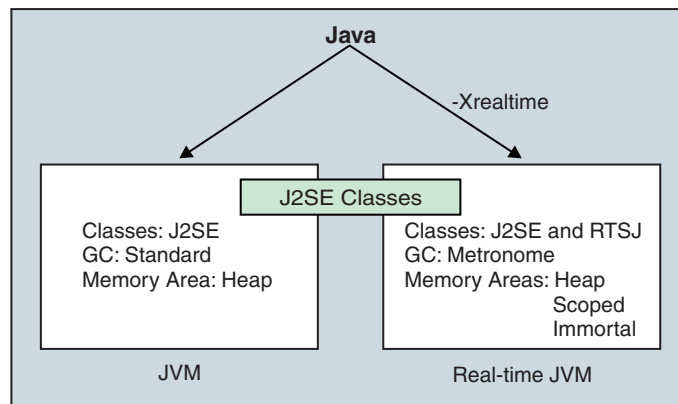 Java
-Xrealtime
J2SE Classes
Classes: J2SE
GC: Standard
Memory Area: Heap
Classes: J2SE and RTSJ
GC: Metronome
Memory Areas: Heap
Scoped
Immortal
JVM
Real-time JVM